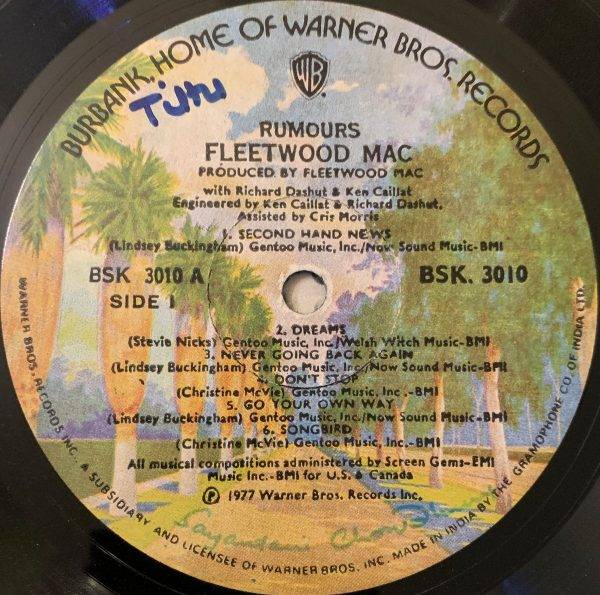 BURBANK, HOME OF WARNER BROS. RECORDS
Tutu
WB
RUMOURS
FLEETWOOD MAC
PRODUCED BY FLEETWOOD MAC
with Richard Dashut & Ken Caillat
Engineered by Ken Caillat & Richard Dashut.
Assisted by Cris Morris
1. SECOND HAND NEWS
(Lindsey Buckingham) Gentoo Music, Inc./Now Sound Music-BMI
BSK 3010 A
BSK. 3010
SIDE 1
2. DREAMS
(Stevie Nicks) Gentoo Music, Inc./Welsh Witch Music-BMI
3. NEVER GOING BACK AGAIN
(Lindsey Buckingham) Gentoo Music, Inc./Now Sound Music-BMI
4. DON'T STOP
(Christine McVie) Gentoo Music, Inc.-BMI
5. GO YOUR OWN WAY
(Lindsey Buckingham) Gentoo Music, Inc./Now Sound Music-BMI
6. SONGBIRD
(Christine McVie) Gentoo Music, Inc.-BMI
All musical compositions administered by Screen Gems-EMI
Music Inc.-BMI for U.S. & Canada
℗ 1977 Warner Bros. Records Inc.
WARNER BROS. RECORDS INC. A SUBSIDIARY AND LICENSEE OF WARNER BROS. INC. MADE IN INDIA BY THE GRAMOPHONE CO OF INDIA LTD.